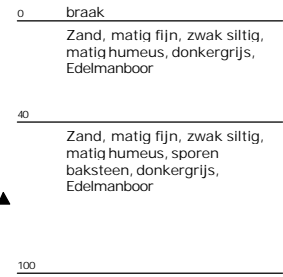 0 braak
Zand, matig fijn, zwak siltig,
matig humeus, donkergrijs,
Edelmanboor
40
Zand, matig fijn, zwak siltig,
matig humeus, sporen
baksteen, donkergrijs,
Edelmanboor
100